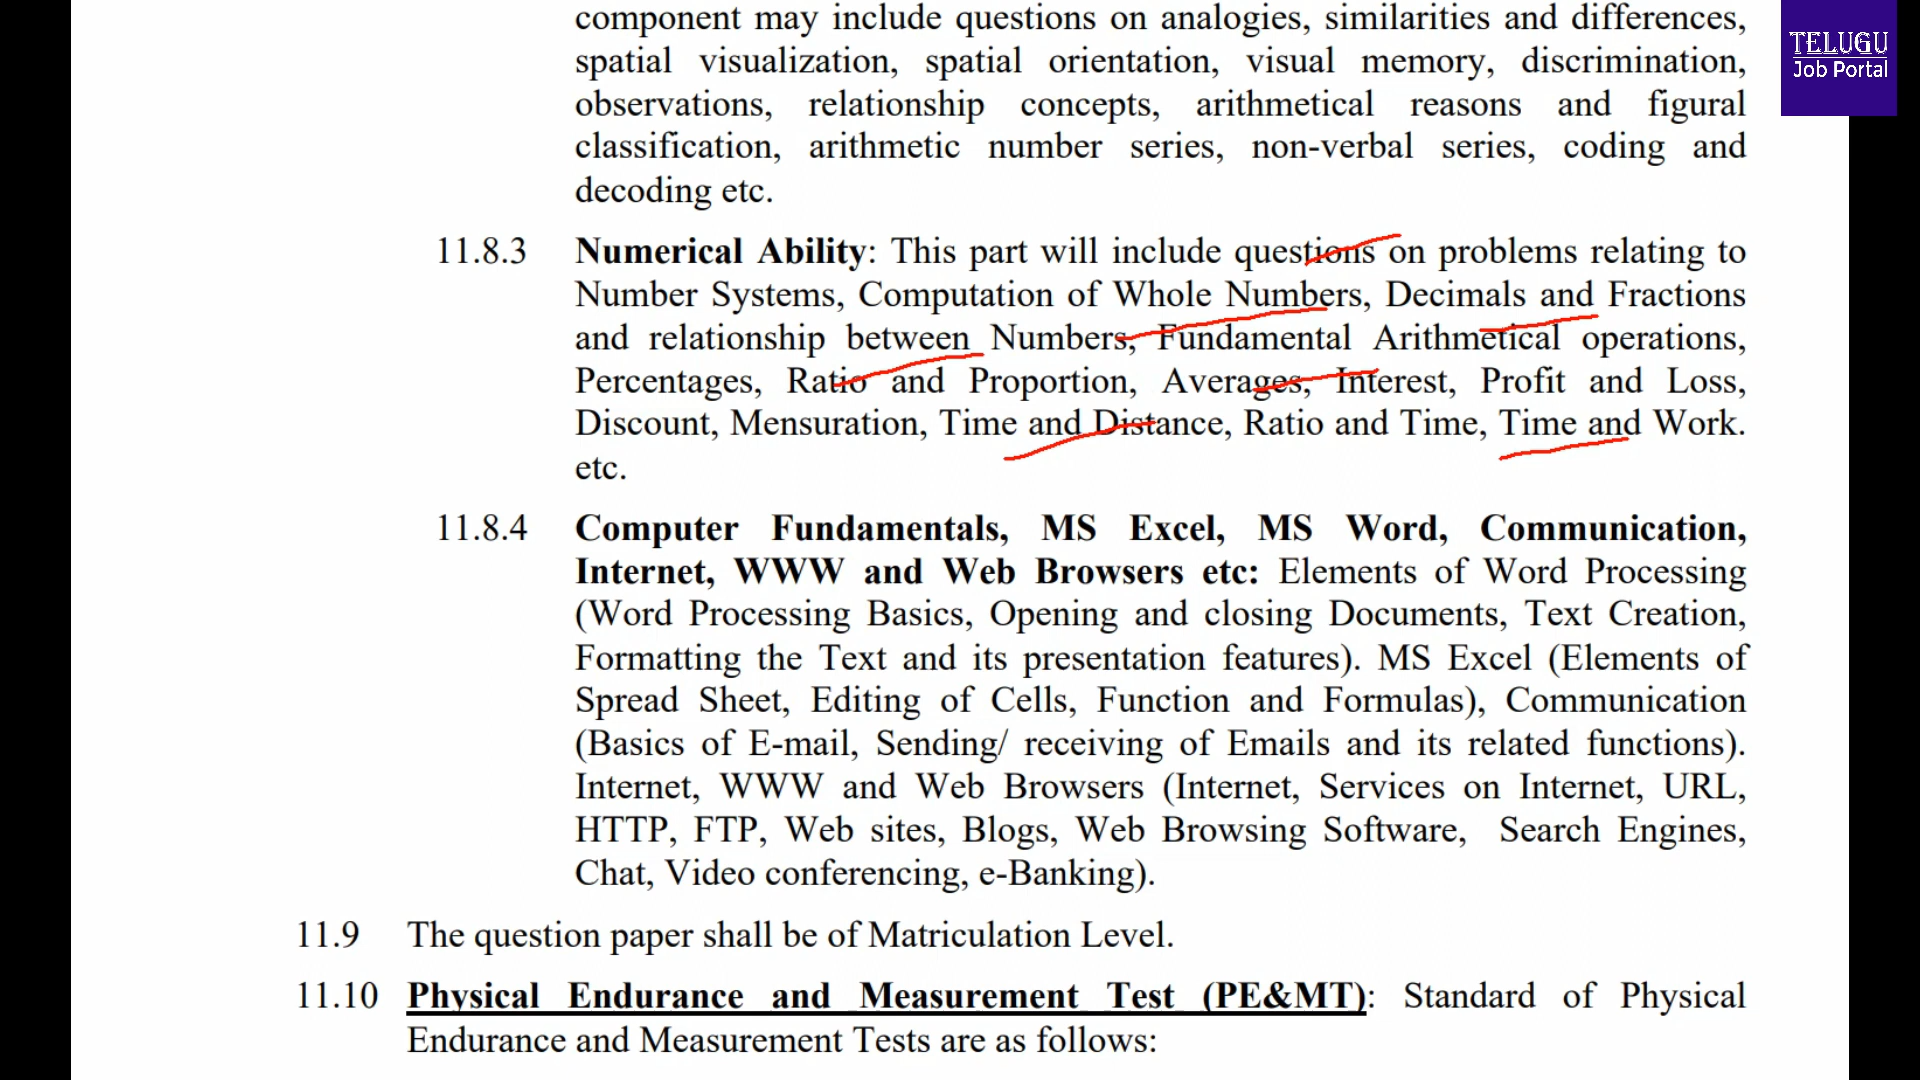 component may include questions on analogies, similarities and differences,
spatial visualization, spatial orientation, visual memory, discrimination,
observations, relationship concepts, arithmetical reasons and figural
classification, arithmetic number series, non-verbal series, coding and
decoding etc.
11.8.3 Numerical Ability: This part will include questions on problems relating to
Number Systems, Computation of Whole Numbers, Decimals and Fractions
and relationship between Numbers, Fundamental Arithmetical operations,
Percentages, Ratio and Proportion, Averages, Interest, Profit and Loss,
Discount, Mensuration, Time and Distance, Ratio and Time, Time and Work.
etc.
11.8.4 Computer Fundamentals, MS Excel, MS Word, Communication,
Internet, WWW and Web Browsers etc: Elements of Word Processing
(Word Processing Basics, Opening and closing Documents, Text Creation,
Formatting the Text and its presentation features). MS Excel (Elements of
Spread Sheet, Editing of Cells, Function and Formulas), Communication
(Basics of E-mail, Sending/ receiving of Emails and its related functions).
Internet, WWW and Web Browsers (Internet, Services on Internet, URL,
HTTP, FTP, Web sites, Blogs, Web Browsing Software, Search Engines,
Chat, Video conferencing, e-Banking).
11.9 The question paper shall be of Matriculation Level.
11.10 Physical Endurance and Measurement Test (PE&MT): Standard of Physical
Endurance and Measurement Tests are as follows:
TELUGU
Job Portal